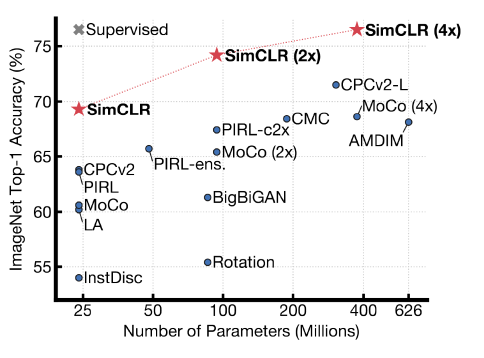 Supervised
SimCLR (4x)
75
SimCLR (2x)
CPCv2-L
70
SimCLR
MoCo (4x)
CMC
PIRL-c2x
AMDIM
65
MoCo (2x)
PIRL-ens.
CPCv2
PIRL
BigBiGAN
MoCo
60
LA
55
Rotation
InstDisc
25 50 100 200 400 626
Number of Parameters (Millions)
ImageNet Top-1 Accuracy (%)